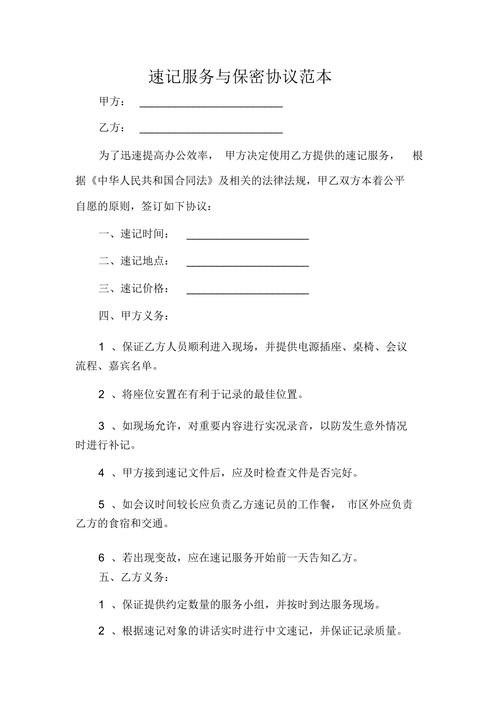 速记服务与保密协议范本
甲方： ______________________
乙方： ______________________
为了迅速提高办公效率， 甲方决定使用乙方提供的速记服务， 根
据《中华人民共和国合同法》及相关的法律法规，甲乙双方本着公平
自愿的原则，签订如下协议：
一、速记时间： ___________________
二、速记地点： ___________________
三、速记价格： ___________________
四、甲方义务：
1 、保证乙方人员顺利进入现场，并提供电源插座、桌椅、会议
流程、嘉宾名单。
2 、将座位安置在有利于记录的最佳位置。
3 、如现场允许，对重要内容进行实况录音，以防发生意外情况
时进行补记。
4 、甲方接到速记文件后，应及时检查文件是否完好。
5 、如会议时间较长应负责乙方速记员的工作餐， 市区外应负责
乙方的食宿和交通。
6 、若出现变故，应在速记服务开始前一天告知乙方。
五、乙方义务：
1 、保证提供约定数量的服务小组，并按时到达服务现场。
2 、根据速记对象的讲话实时进行中文速记，并保证记录质量。